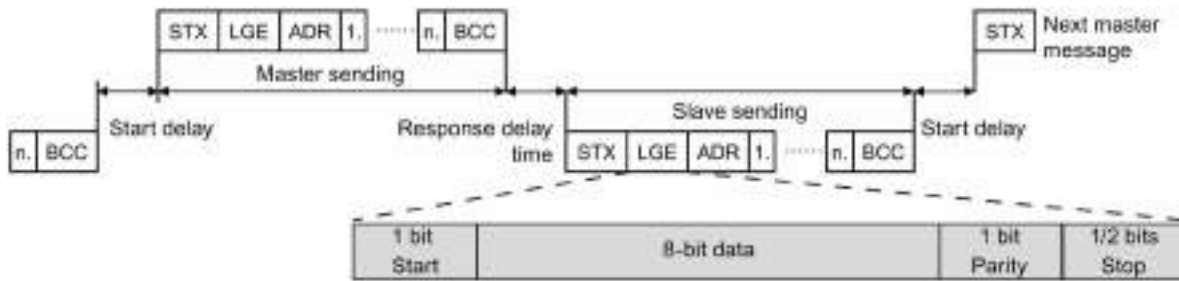 STX LGE ADR 1. ······ n. BCC
STX Next master
message
Master sending
Slave sending
Start delay
Response delay
time
Start delay
n. BCC
STX LGE ADR 1. ······ n. BCC
1 bit
Start
8-bit data
1 bit
Parity
1/2 bits
Stop